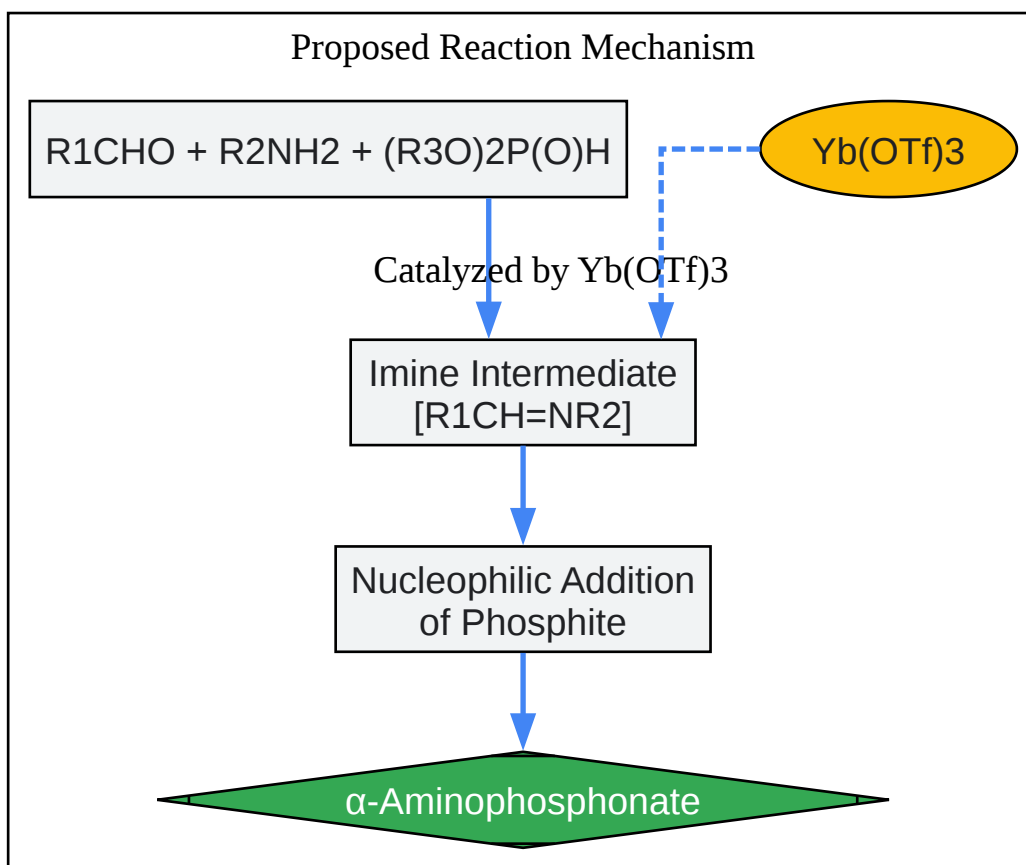 Proposed Reaction Mechanism
R1CHO + R2NH2 + (R3O)2P(O)H
Yb(OTf)3
Catalyzed by Yb(OTf)3
Imine Intermediate
[R1CH=NR2]
Nucleophilic Addition
of Phosphite
α-Aminophosphonate